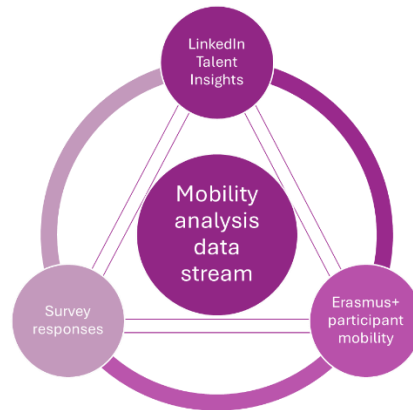 LinkedIn
Talent
Insights
Mobility
analysis
data
stream
Survey
responses
Erasmus+
participant
mobility